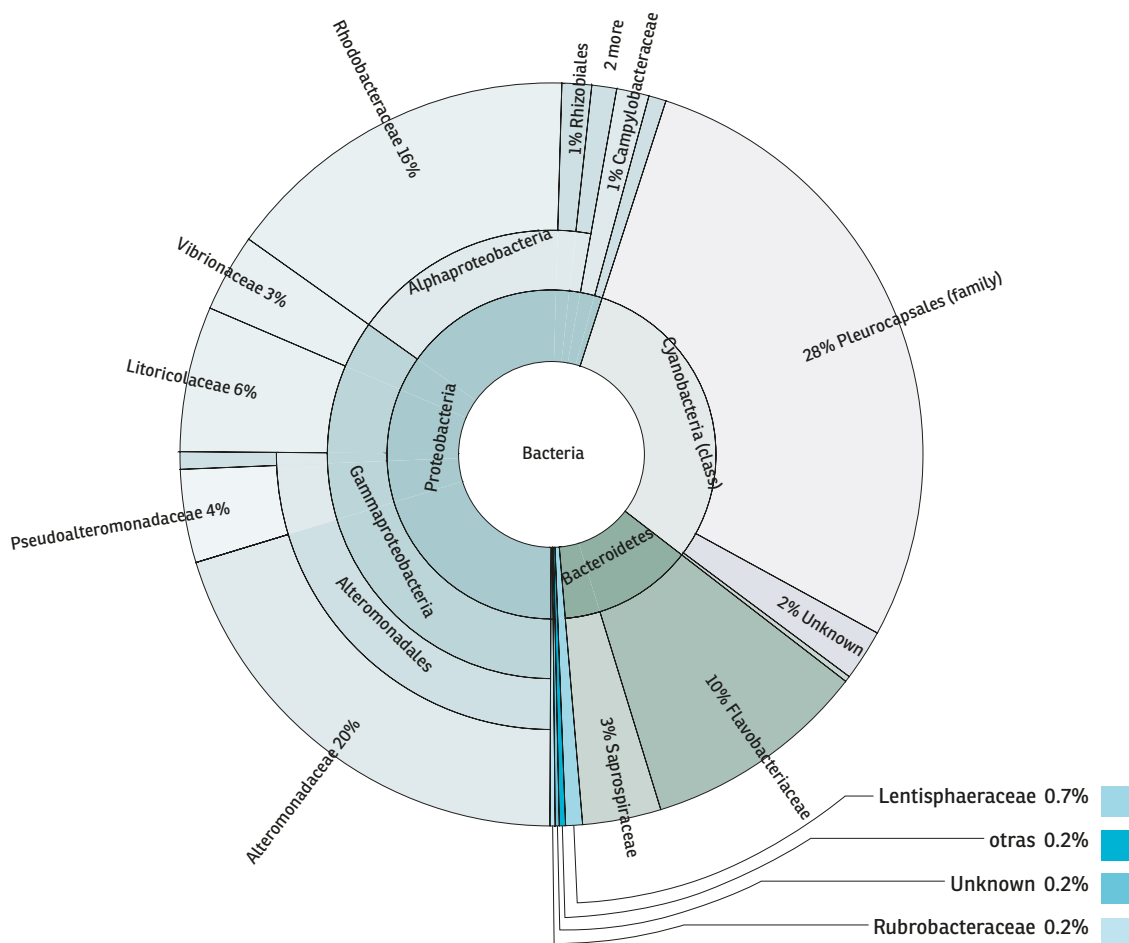 Rhodobacteraceae 16%
1% Rhizobiales
2 more
1% Campylobacteraceae
Vibrionaceae 3%
Alphaproteobacteria
28% Pleurocapsales (family)
Litoricolaceae 6%
Proteobacteria
Bacteria
Cyanobacteria (class)
Pseudoalteromonadaceae 4%
Gammaproteobacteria
Bacteroidetes
Alteromonadales
2% Unknown
Alteromonadaceae 20%
3% Saprospiraceae
10% Flavobacteriaceae
Lentisphaeraceae 0.7%
otras 0.2%
Unknown 0.2%
Rubrobacteraceae 0.2%